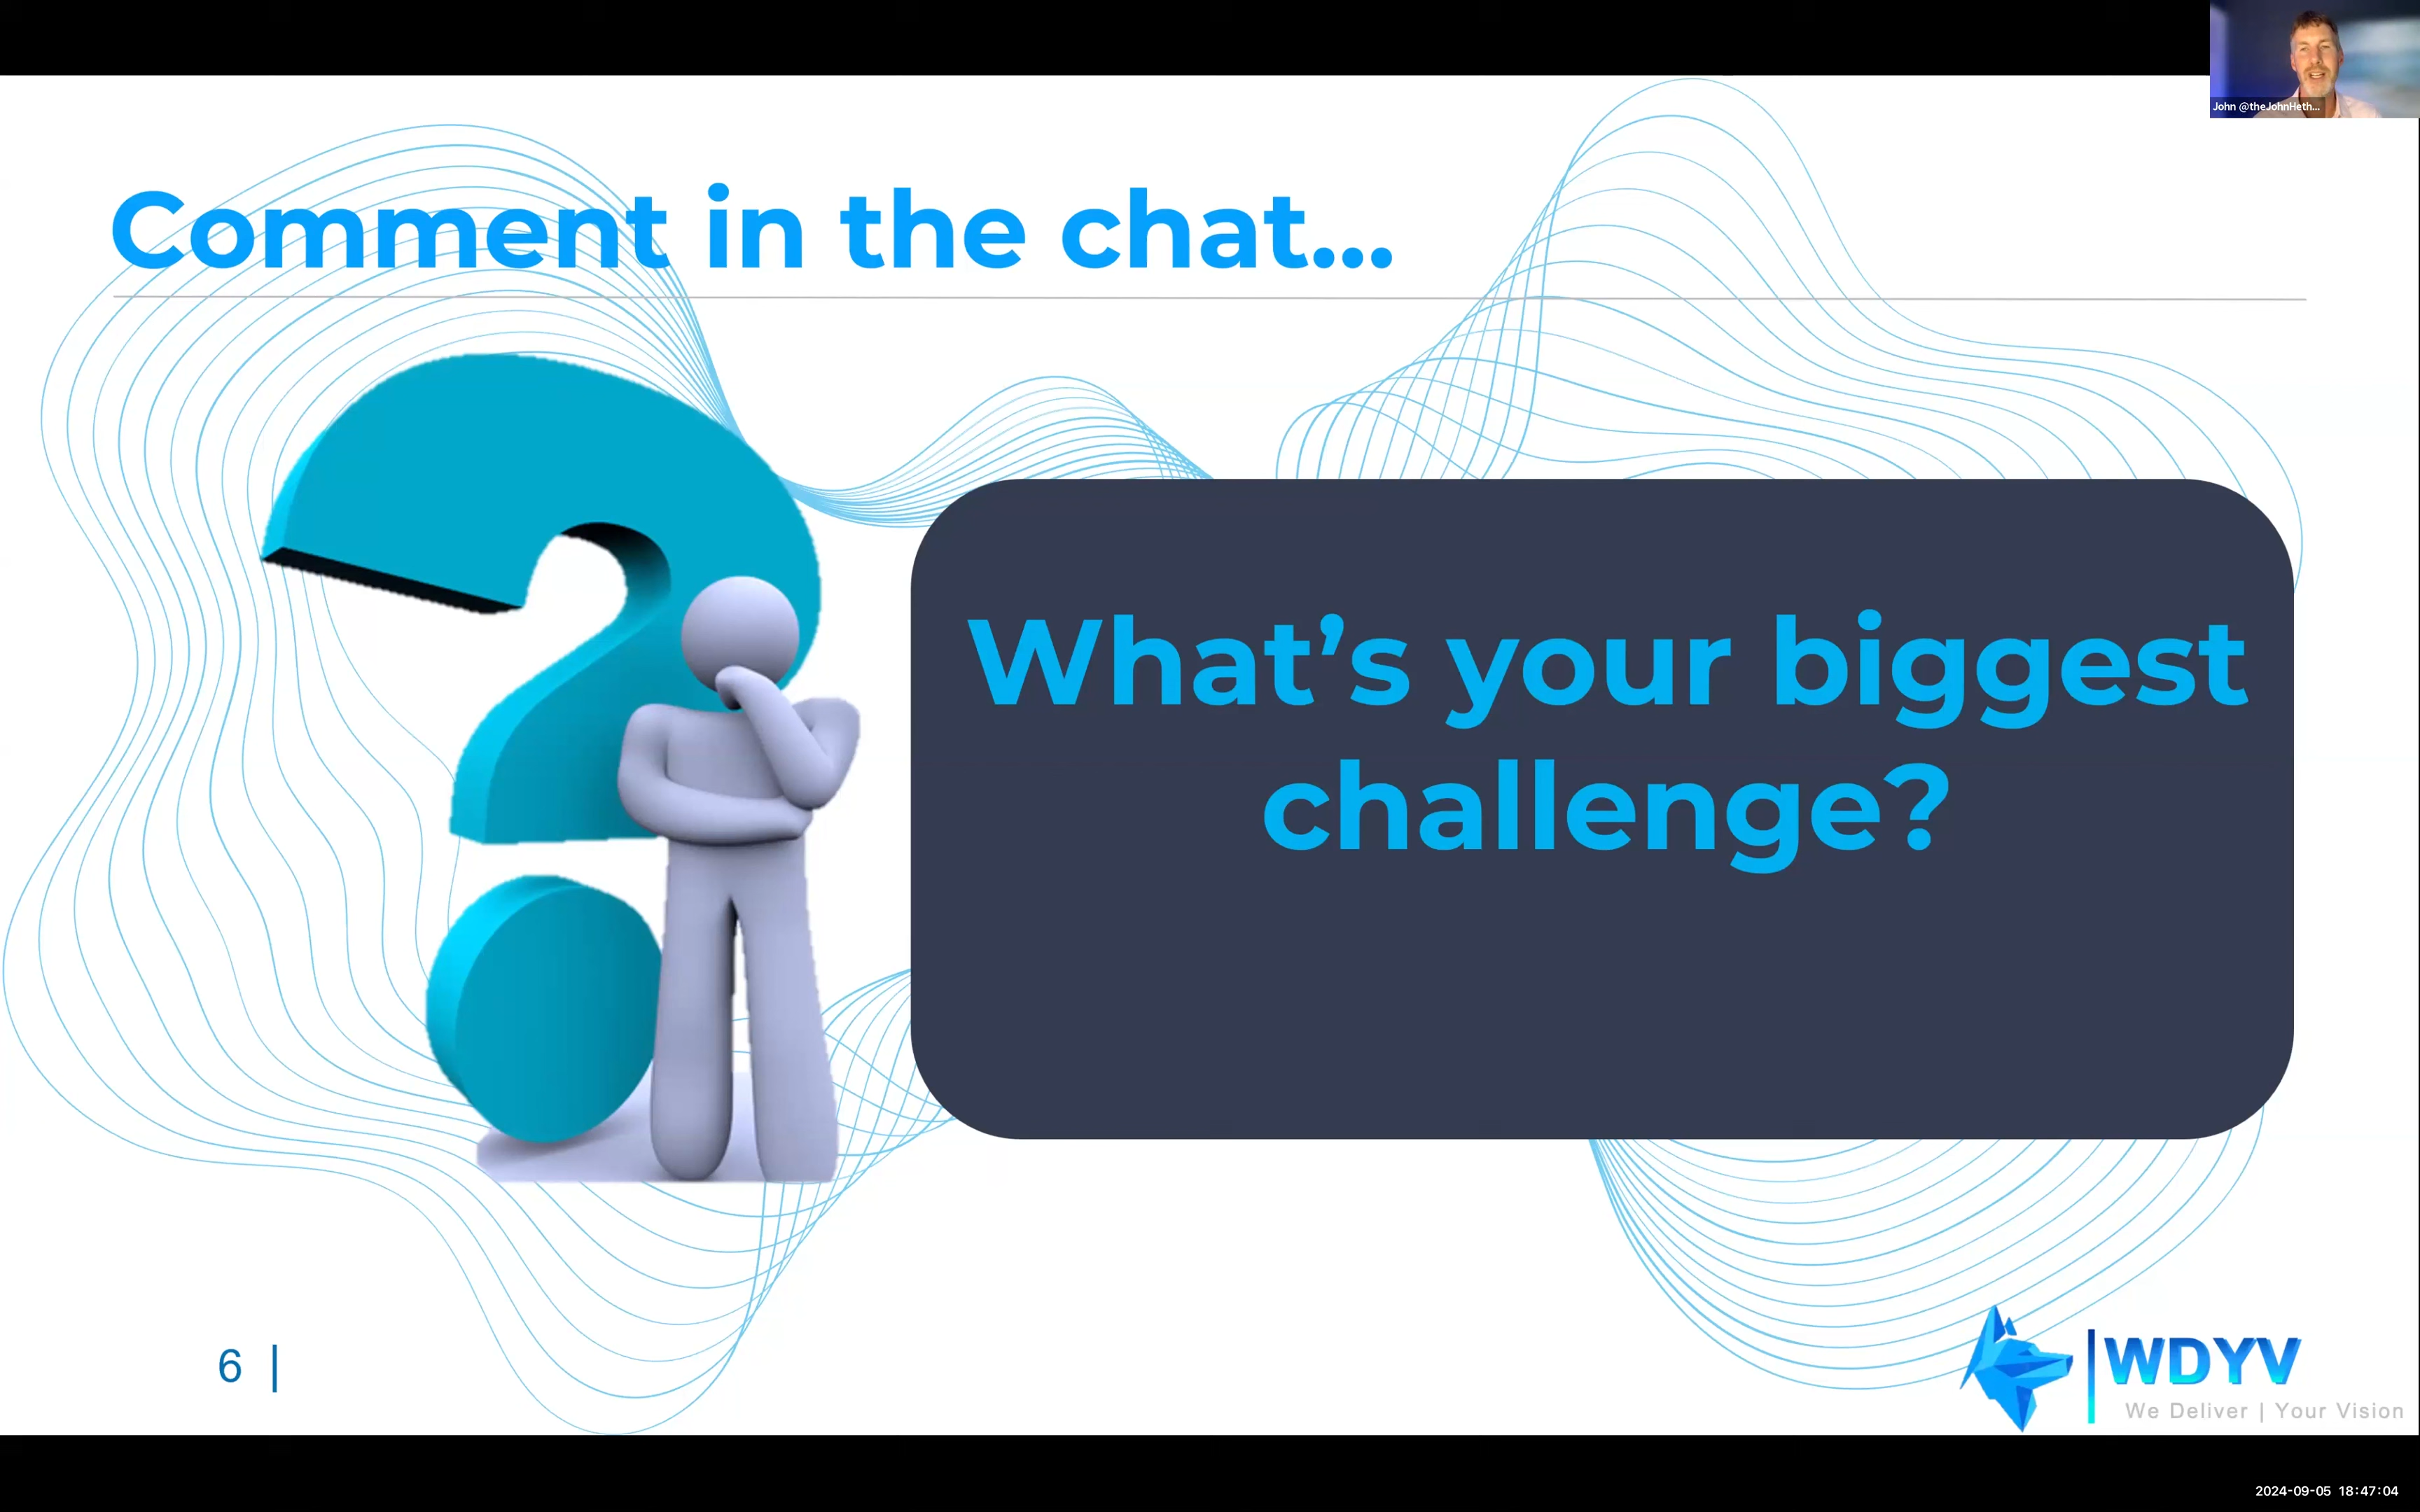 John @theJohnHeth...
Comment in the chat...
What's your biggest
challenge?
6 |
WDYV
We Deliver | Your Vision
2024-09-05 18:47:04